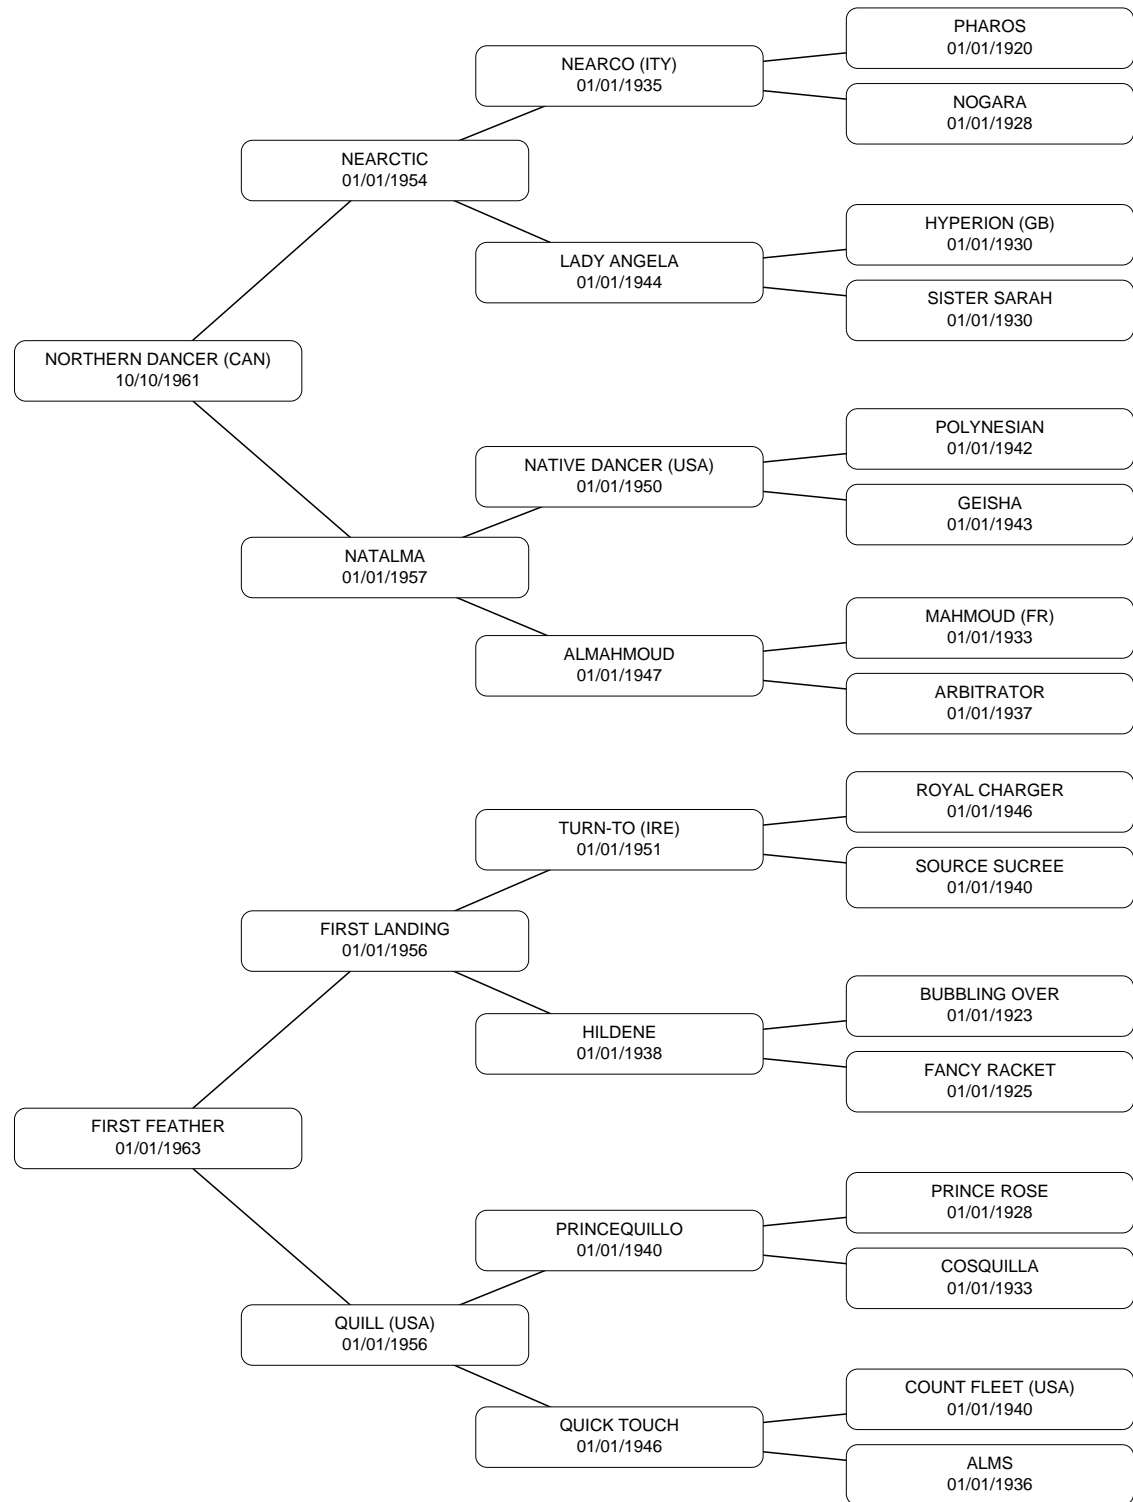 PHAROS
01/01/1920
NEARCO (ITY)
01/01/1935
NOGARA
01/01/1928
NEARCTIC
01/01/1954
HYPERION (GB)
01/01/1930
LADY ANGELA
01/01/1944
SISTER SARAH
01/01/1930
NORTHERN DANCER (CAN)
10/10/1961
POLYNESIAN
01/01/1942
NATIVE DANCER (USA)
01/01/1950
GEISHA
01/01/1943
NATALMA
01/01/1957
MAHMOUD (FR)
01/01/1933
ALMAHMOUD
01/01/1947
ARBITRATOR
01/01/1937
ROYAL CHARGER
01/01/1946
TURN-TO (IRE)
01/01/1951
SOURCE SUCREE
01/01/1940
FIRST LANDING
01/01/1956
BUBBLING OVER
01/01/1923
HILDENE
01/01/1938
FANCY RACKET
01/01/1925
FIRST FEATHER
01/01/1963
PRINCE ROSE
01/01/1928
PRINCEQUILLO
01/01/1940
COSQUILLA
01/01/1933
QUILL (USA)
01/01/1956
COUNT FLEET (USA)
01/01/1940
QUICK TOUCH
01/01/1946
ALMS
01/01/1936